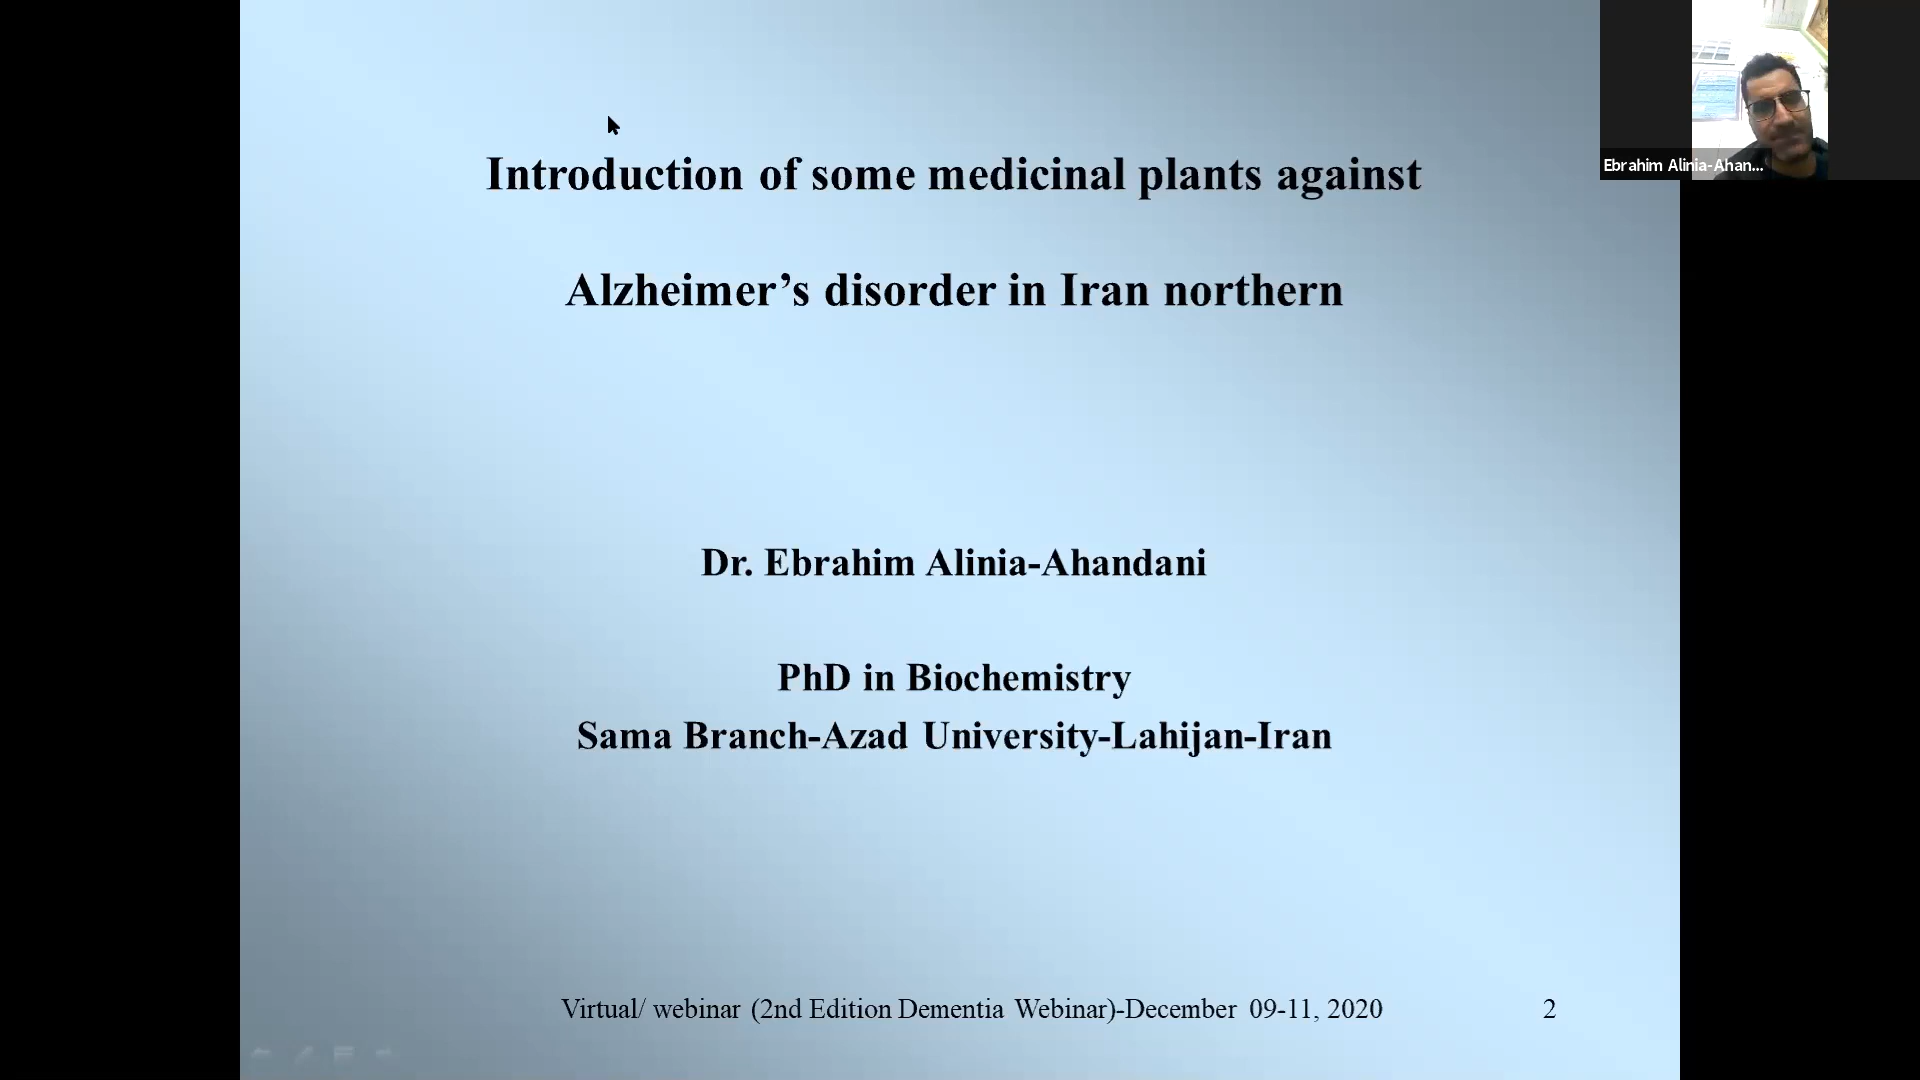 Introduction of some medicinal plants against
Alzheimer’s disorder in Iran northern
Dr. Ebrahim Alinia-Ahandani
PhD in Biochemistry
Sama Branch-Azad University-Lahijan-Iran
Virtual/ webinar (2nd Edition Dementia Webinar)-December 09-11, 2020
2
Ebrahim Alinia-Ahan...